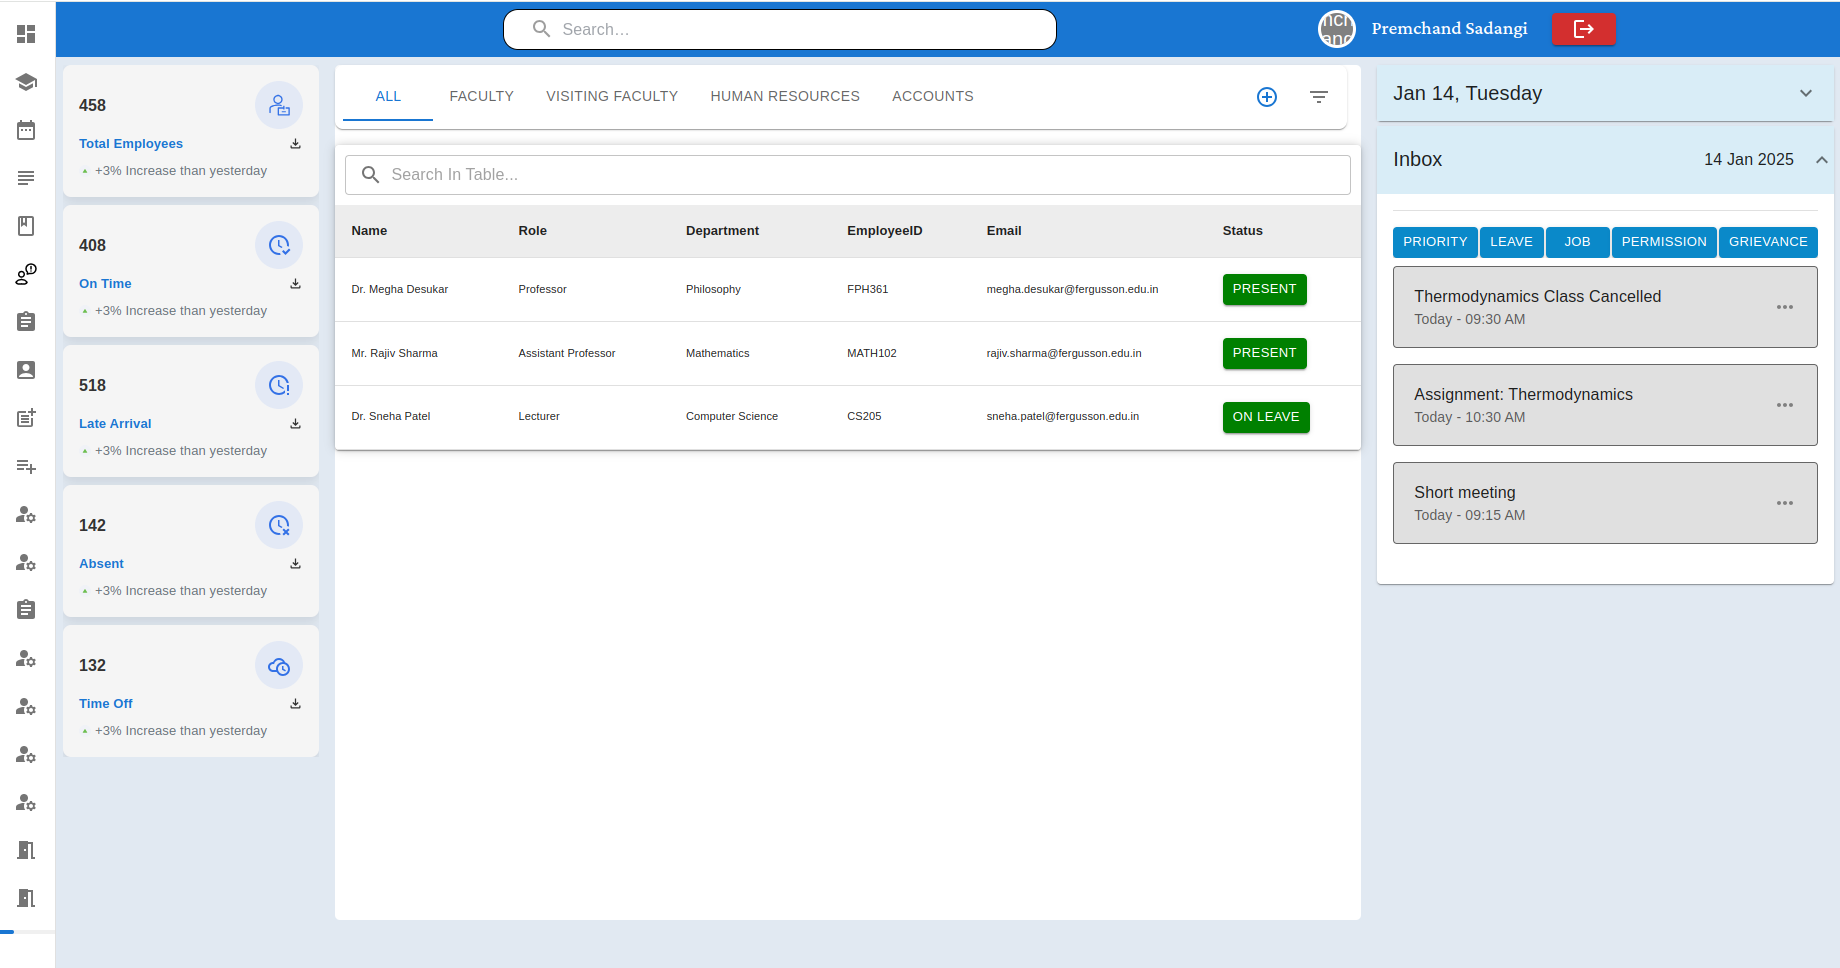 Search...
Premchand Sadangi
458
Total Employees
+3% Increase than yesterday
408
On Time
+3% Increase than yesterday
518
Late Arrival
+3% Increase than yesterday
142
Absent
+3% Increase than yesterday
132
Time Off
+3% Increase than yesterday
ALL FACULTY VISITING FACULTY HUMAN RESOURCES ACCOUNTS
Search In Table...
Name Role Department EmployeeID Email Status
Dr. Megha Desukar Professor Philosophy FPH361 megha.desukar@fergusson.edu.in PRESENT
Mr. Rajiv Sharma Assistant Professor Mathematics MATH102 rajiv.sharma@fergusson.edu.in PRESENT
Dr. Sneha Patel Lecturer Computer Science CS205 sneha.patel@fergusson.edu.in ON LEAVE
Jan 14, Tuesday
Inbox 14 Jan 2025
PRIORITY LEAVE JOB PERMISSION GRIEVANCE
Thermodynamics Class Cancelled
Today - 09:30 AM
Assignment: Thermodynamics
Today - 10:30 AM
Short meeting
Today - 09:15 AM